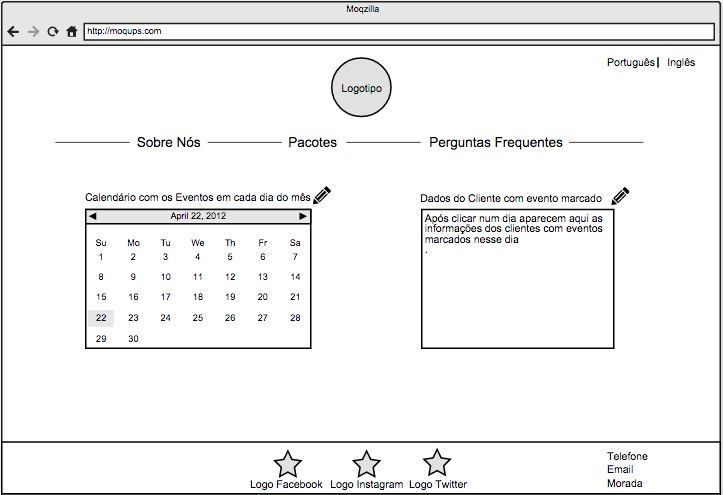 Moqzilla
http://moqups.com
Português| Inglês
Logotipo
Sobre Nós Pacotes Perguntas Frequentes
Calendário com os Eventos em cada dia do mês
April 22, 2012
Su Mo Tu We Th Fr Sa
1 2 3 4 5 6 7
8 9 10 11 12 13 14
15 16 17 18 19 20 21
22 23 24 25 26 27 28
29 30
Dados do Cliente com evento marcado
Após clicar num dia aparecem aqui as
informações dos clientes com eventos
marcados nesse dia
.
Logo Facebook Logo Instagram Logo Twitter
Telefone
Email
Morada